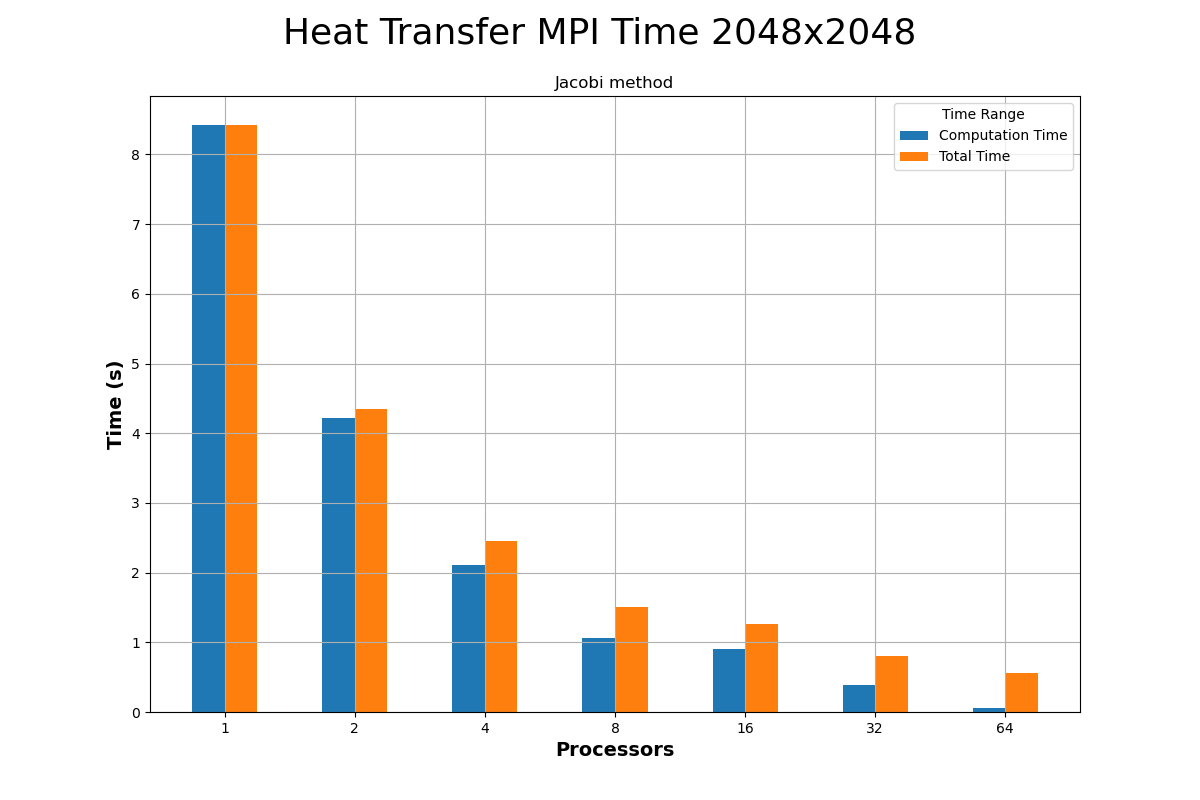 Heat Transfer MPI Time 2048x2048
Jacobi method
Time Range
Computation Time
Total Time
Time (s)
8
7
6
5
4
3
2
1
0
1 2 4 8 16 32 64
Processors